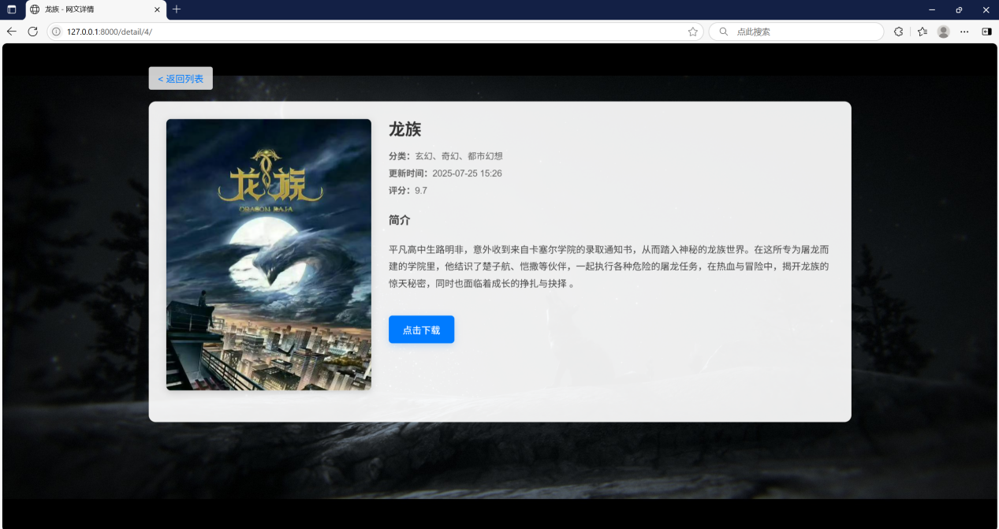 龙族 - 网文详情
127.0.0.1:8000/detail/4/
点此搜索
< 返回列表
龙族
DRAGON RAJA
龙族
分类：玄幻、奇幻、都市幻想
更新时间：2025-07-25 15:26
评分：9.7
简介
平凡高中生路明非，意外收到来自卡塞尔学院的录取通知书，从而踏入神秘的龙族世界。在这所专为屠龙而
建的学院里，他结识了楚子航、恺撒等伙伴，一起执行各种危险的屠龙任务，在热血与冒险中，揭开龙族的
惊天秘密，同时也面临着成长的挣扎与抉择 。
点击下载